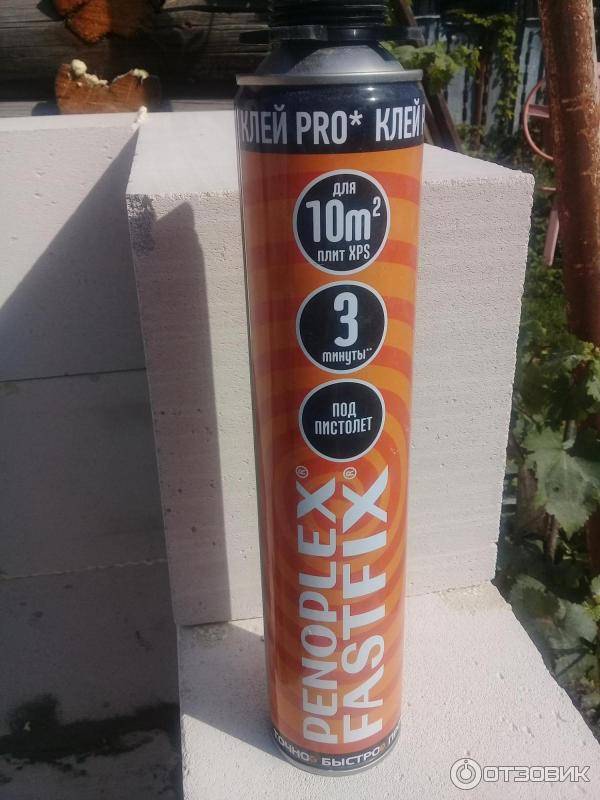 КЛЕЙ PRO* КЛЕЙ
для
10m²
плит XPS
3
минуты**
под
пистолет
PENOPLEX®
FASTFIX®
ТОЧНО БЫСТРО
ОТЗОВИК